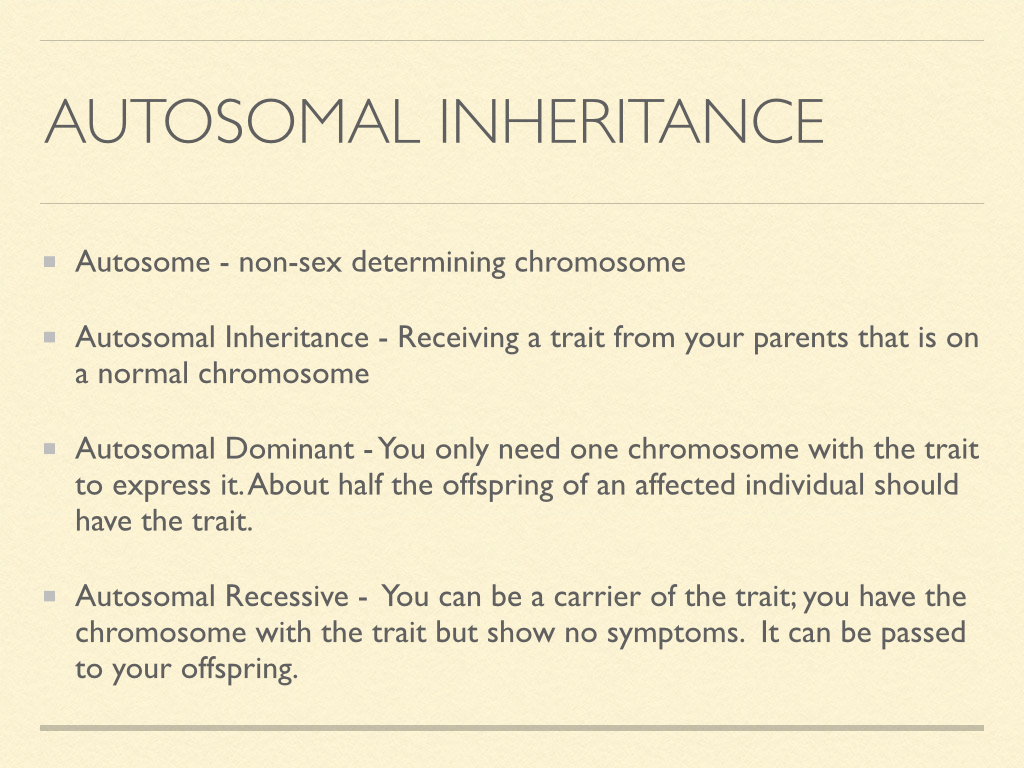 AUTOSOMAL INHERITANCE
Autosome - non-sex determining chromosome
Autosomal Inheritance - Receiving a trait from your parents that is on
a normal chromosome
Autosomal Dominant - You only need one chromosome with the trait
to express it. About half the offspring of an affected individual should
have the trait.
Autosomal Recessive -  You can be a carrier of the trait; you have the
chromosome with the trait but show no symptoms.  It can be passed
to your offspring.